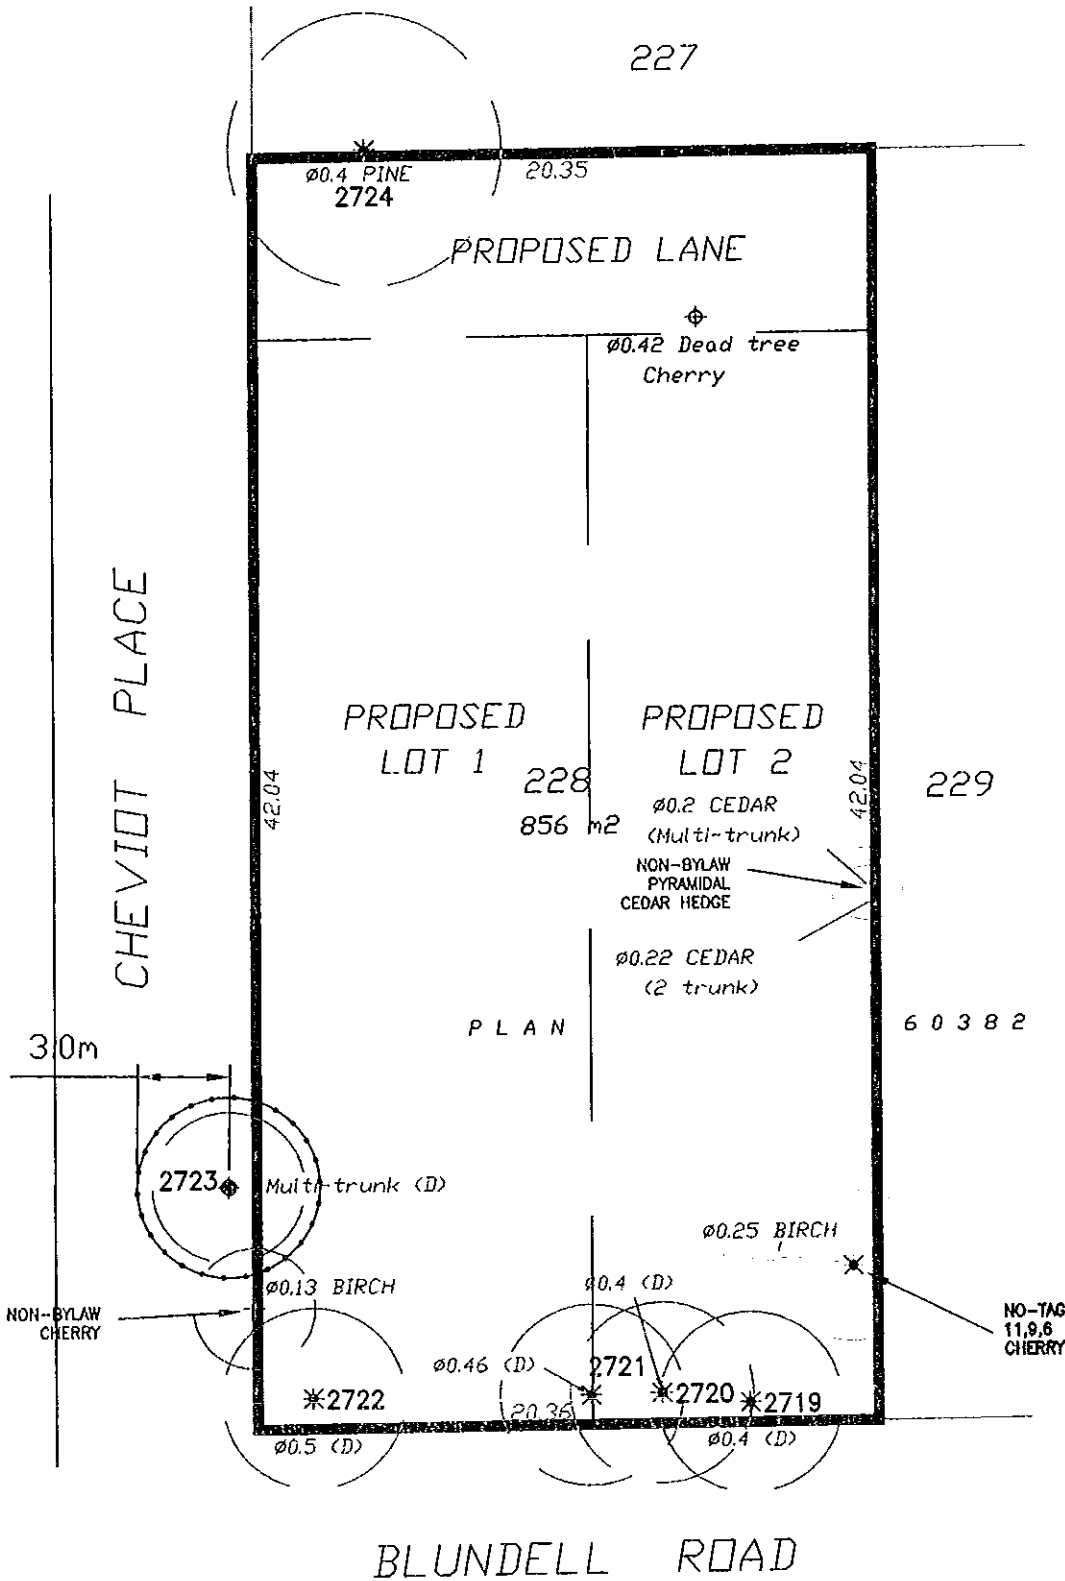 227
ø0.4 PINE
2724
20.35
PROPOSED LANE
ø0.42 Dead tree
Cherry
CHEVIOT PLACE
PROPOSED
LOT 1
PROPOSED
LOT 2
228
856 m2
42.04
42.04
229
ø0.2 CEDAR
(Multi-trunk)
NON-BYLAW
PYRAMIDAL
CEDAR HEDGE
ø0.22 CEDAR
(2 trunk)
PLAN
60382
3.0m
2723
Multi-trunk (D)
ø0.25 BIRCH
ø0.13 BIRCH
ø0.4 (D)
NON-BYLAW
CHERRY
NO-TAG
11,9,6
CHERRY
ø0.46 (D)
2721
2722
2720
2719
20.36
ø0.5 (D)
ø0.4 (D)
BLUNDELL ROAD